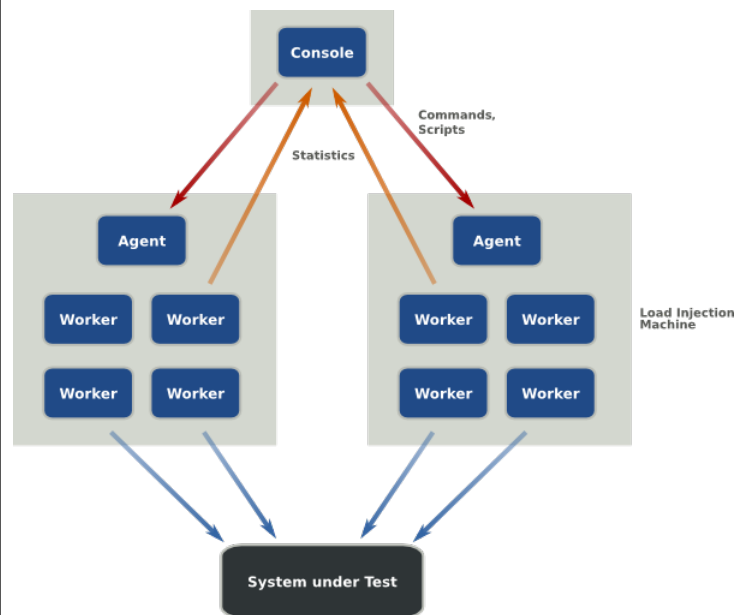 Console
Commands,
Scripts
Statistics
Agent
Agent
Worker
Worker
Worker
Worker
Load Injection
Machine
Worker
Worker
Worker
Worker
System under Test